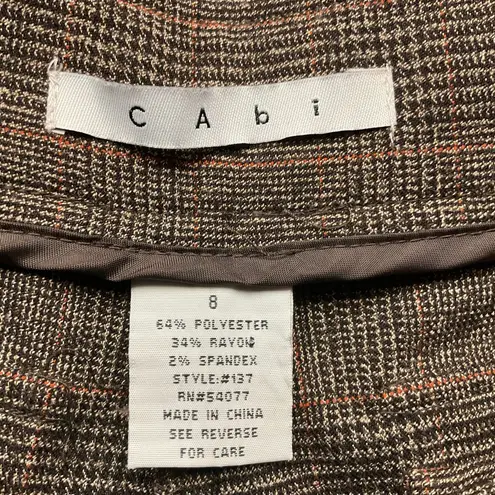 CAbi
8
64% POLYESTER
34% RAYON
2% SPANDEX
STYLE:#137
RN#54077
MADE IN CHINA
SEE REVERSE
FOR CARE